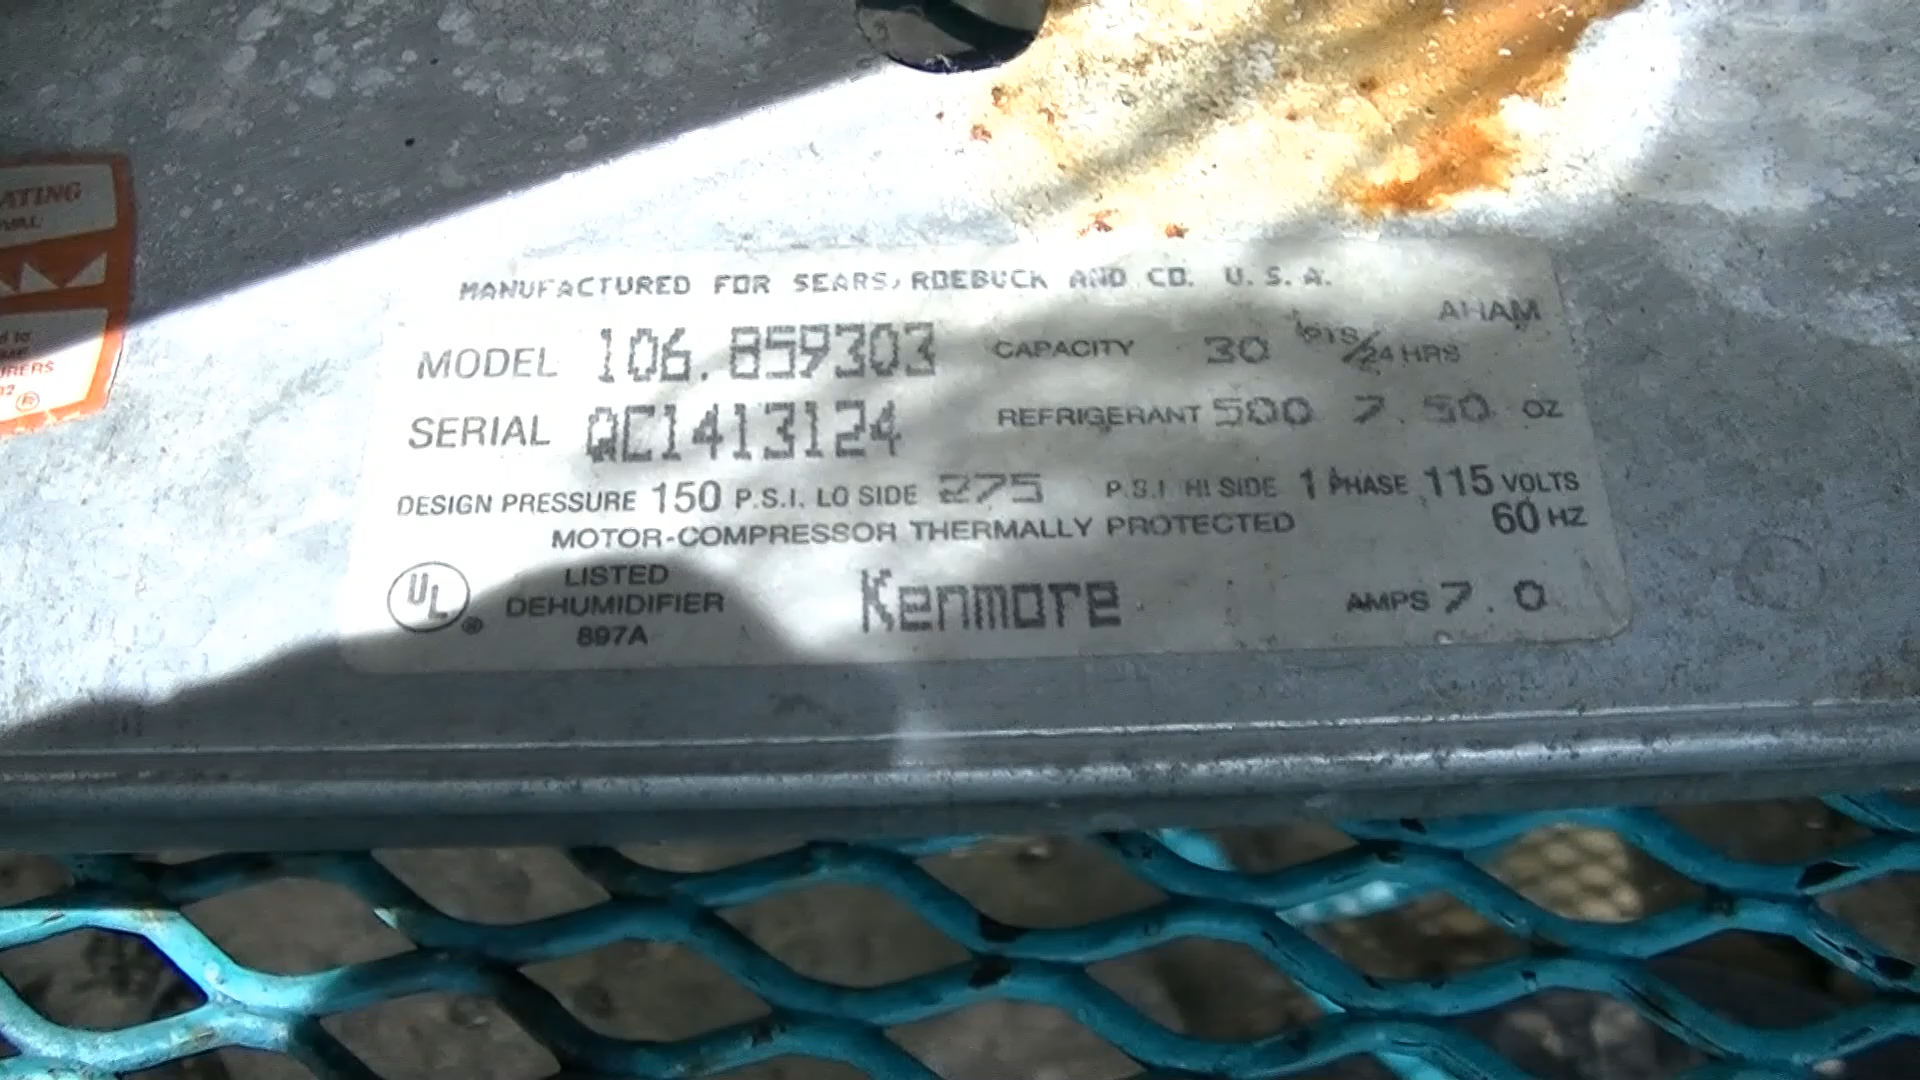 MANUFACTURED FOR SEARS, ROEBUCK AND CO. U.S.A.
AHAM
MODEL 106.859303 CAPACITY 30 PTS/24 HRS
SERIAL QC1413124 REFRIGERANT 500 7.50 OZ
DESIGN PRESSURE 150 P.S.I. LO SIDE 275 P.S.I HI SIDE 1 PHASE 115 VOLTS
MOTOR-COMPRESSOR THERMALLY PROTECTED 60 HZ
UL ® LISTED
DEHUMIDIFIER
897A
Kenmore AMPS 7.0
ATING